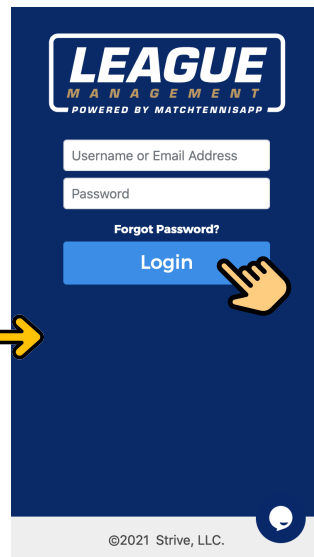 LEAGUE
MANAGEMENT
POWERED BY MATCHTENNISAPP
Username or Email Address
Password
Forgot Password?
Login
©2021 Strive, LLC.